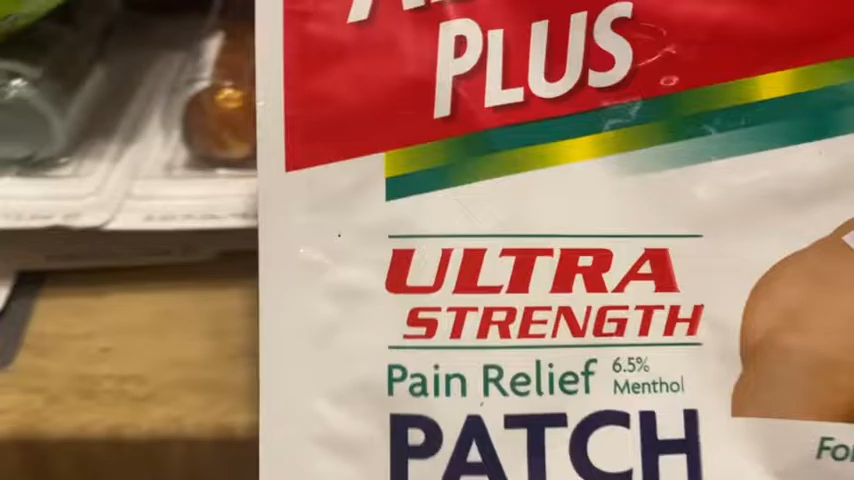 PLUS
ULTRA
STRENGTH
Pain Relief 6.5%
Menthol
PATCH